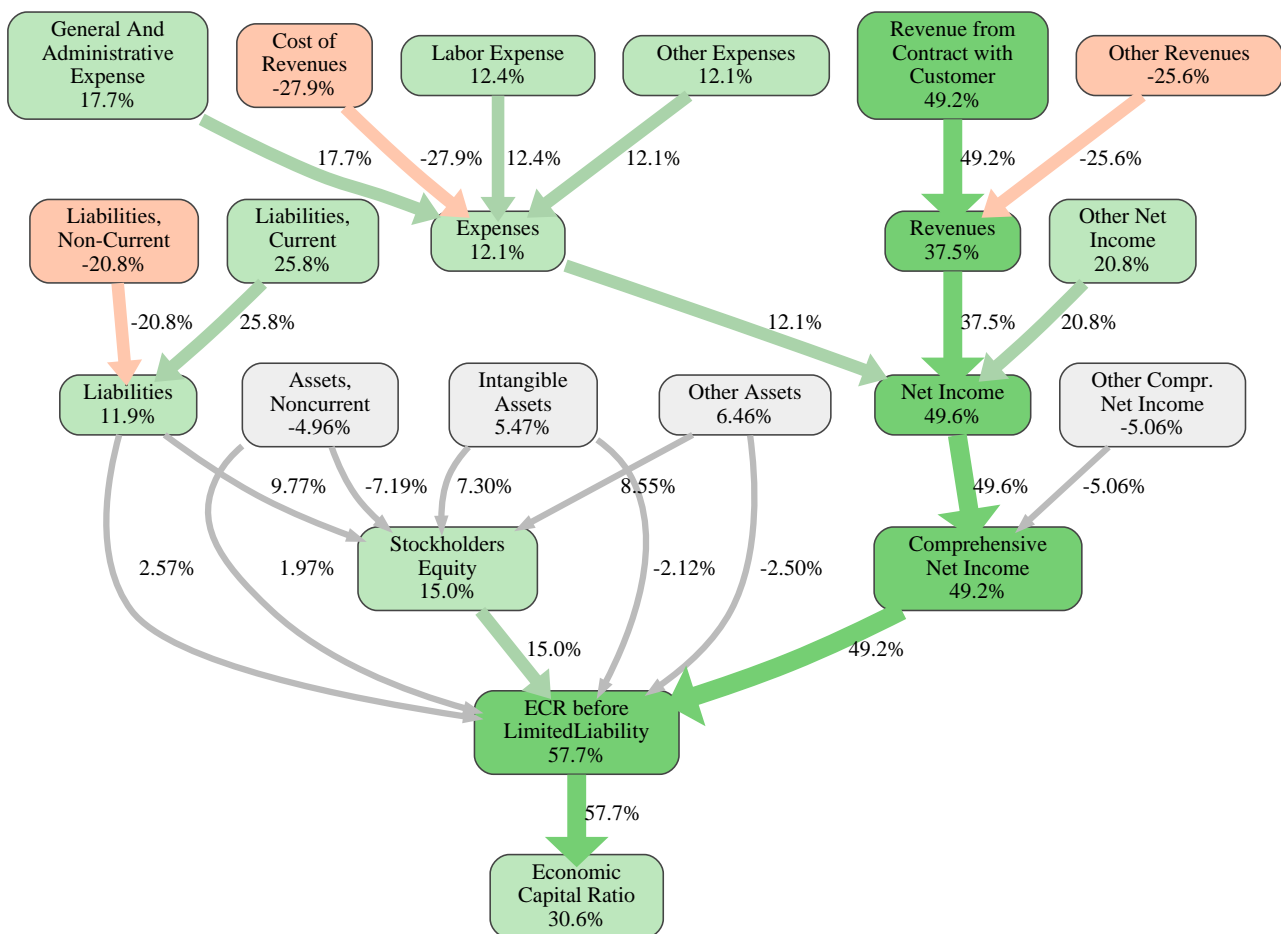 General And
Administrative
Expense
17.7%
Cost of
Revenues
-27.9%
Labor Expense
12.4%
Other Expenses
12.1%
Revenue from
Contract with
Customer
49.2%
Other Revenues
-25.6%
17.7%
-27.9%
12.4%
12.1%
49.2%
-25.6%
Liabilities,
Non-Current
-20.8%
Liabilities,
Current
25.8%
Expenses
12.1%
Revenues
37.5%
Other Net
Income
20.8%
-20.8%
25.8%
12.1%
37.5%
20.8%
Liabilities
11.9%
Assets,
Noncurrent
-4.96%
Intangible
Assets
5.47%
Other Assets
6.46%
Net Income
49.6%
Other Compr.
Net Income
-5.06%
9.77%
-7.19%
7.30%
8.55%
49.6%
-5.06%
2.57%
1.97%
Stockholders
Equity
15.0%
-2.12%
-2.50%
Comprehensive
Net Income
49.2%
15.0%
49.2%
ECR before
LimitedLiability
57.7%
57.7%
Economic
Capital Ratio
30.6%